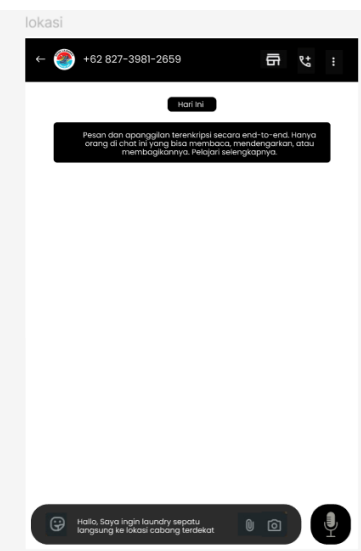 lokasi
+62 827-3981-2659
Hari Ini
Pesan dan apanggilan terenkripsi secara end-to-end. Hanya
orang di chat ini yang bisa membaca, mendengarkan, atau
membagikannya. Pelajari selengkapnya.
Hallo, Saya ingin laundry sepatu
langsung ke lokasi cabang terdekat